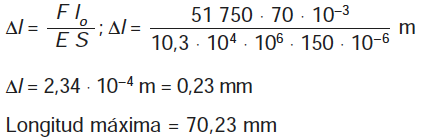 Δl = F l₀ / E S ; Δl = 51 750 · 70 · 10⁻³ / 10,3 · 10⁴ · 10⁶ · 150 · 10⁻⁶ m
Δl = 2,34 · 10⁻⁴ m = 0,23 mm
Longitud máxima = 70,23 mm